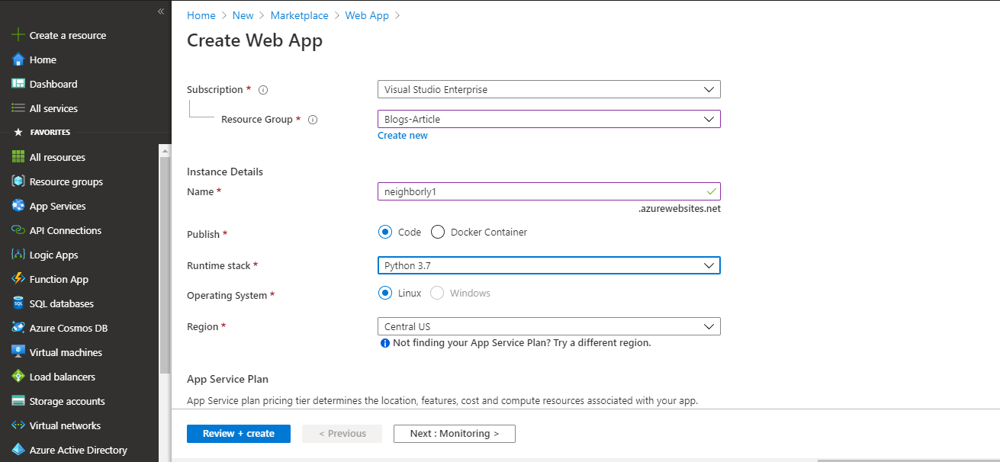 «
Create a resource
Home
Dashboard
All services
FAVORITES
All resources
Resource groups
App Services
API Connections
Logic Apps
Function App
SQL databases
Azure Cosmos DB
Virtual machines
Load balancers
Storage accounts
Virtual networks
Azure Active Directory
Home > New > Marketplace > Web App >
Create Web App
Subscription * Visual Studio Enterprise
Resource Group * Blogs-Article
Create new
Instance Details
Name * neighborly1
.azurewebsites.net
Publish * Code Docker Container
Runtime stack * Python 3.7
Operating System * Linux Windows
Region * Central US
Not finding your App Service Plan? Try a different region.
App Service Plan
App Service plan pricing tier determines the location, features, cost and compute resources associated with your app.
Review + create < Previous Next : Monitoring >